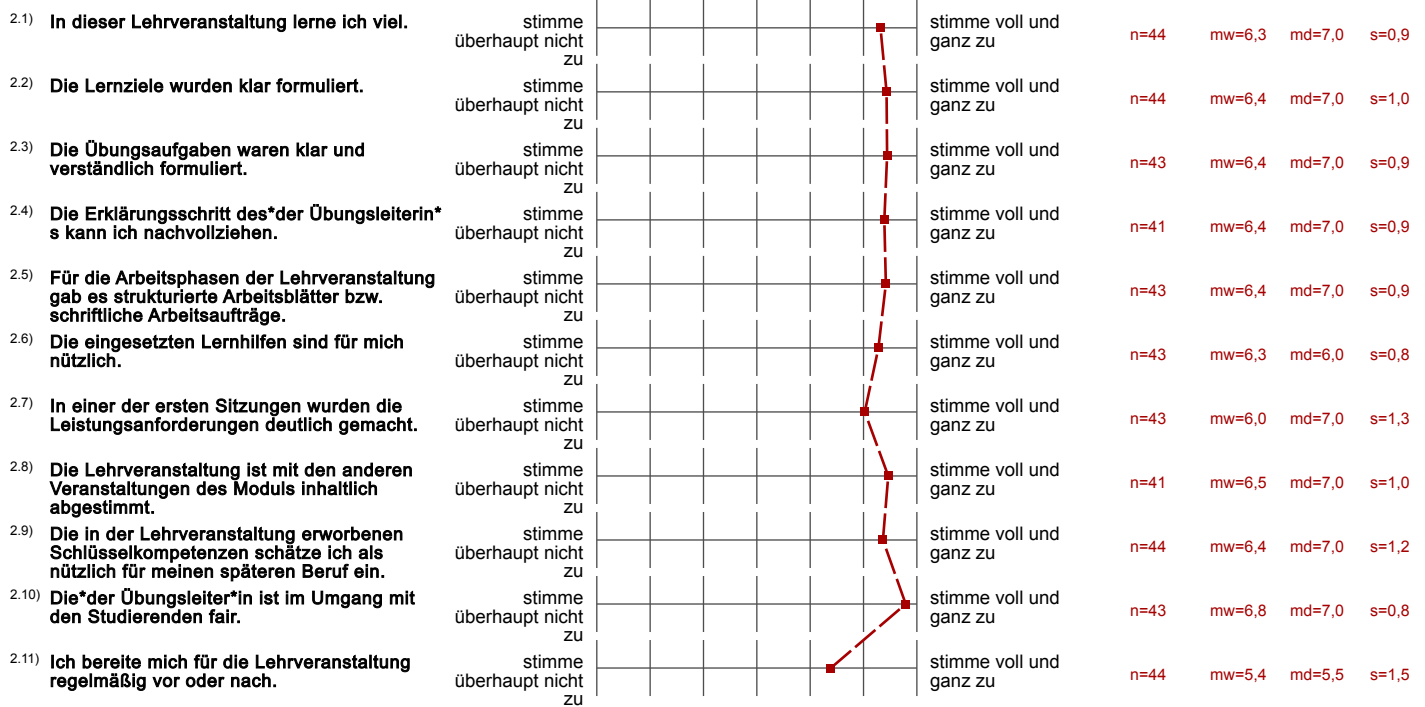 2.1) In dieser Lehrveranstaltung lerne ich viel. stimme stimme voll und
überhaupt nicht ganz zu n=44 mw=6,3 md=7,0 s=0,9
zu
2.2) Die Lernziele wurden klar formuliert. stimme stimme voll und
überhaupt nicht ganz zu n=44 mw=6,4 md=7,0 s=1,0
zu
2.3) Die Übungsaufgaben waren klar und stimme stimme voll und
verständlich formuliert. überhaupt nicht ganz zu n=43 mw=6,4 md=7,0 s=0,9
zu
2.4) Die Erklärungsschritt des*der Übungsleiterin* stimme stimme voll und
s kann ich nachvollziehen. überhaupt nicht ganz zu n=41 mw=6,4 md=7,0 s=0,9
zu
2.5) Für die Arbeitsphasen der Lehrveranstaltung stimme stimme voll und
gab es strukturierte Arbeitsblätter bzw. überhaupt nicht ganz zu n=43 mw=6,4 md=7,0 s=0,9
schriftliche Arbeitsaufträge. zu
2.6) Die eingesetzten Lernhilfen sind für mich stimme stimme voll und
nützlich. überhaupt nicht ganz zu n=43 mw=6,3 md=6,0 s=0,8
zu
2.7) In einer der ersten Sitzungen wurden die stimme stimme voll und
Leistungsanforderungen deutlich gemacht. überhaupt nicht ganz zu n=43 mw=6,0 md=7,0 s=1,3
zu
2.8) Die Lehrveranstaltung ist mit den anderen stimme stimme voll und
Veranstaltungen des Moduls inhaltlich überhaupt nicht ganz zu n=41 mw=6,5 md=7,0 s=1,0
abgestimmt. zu
2.9) Die in der Lehrveranstaltung erworbenen stimme stimme voll und
Schlüsselkompetenzen schätze ich als überhaupt nicht ganz zu n=44 mw=6,4 md=7,0 s=1,2
nützlich für meinen späteren Beruf ein. zu
2.10) Die*der Übungsleiter*in ist im Umgang mit stimme stimme voll und
den Studierenden fair. überhaupt nicht ganz zu n=43 mw=6,8 md=7,0 s=0,8
zu
2.11) Ich bereite mich für die Lehrveranstaltung stimme stimme voll und
regelmäßig vor oder nach. überhaupt nicht ganz zu n=44 mw=5,4 md=5,5 s=1,5
zu